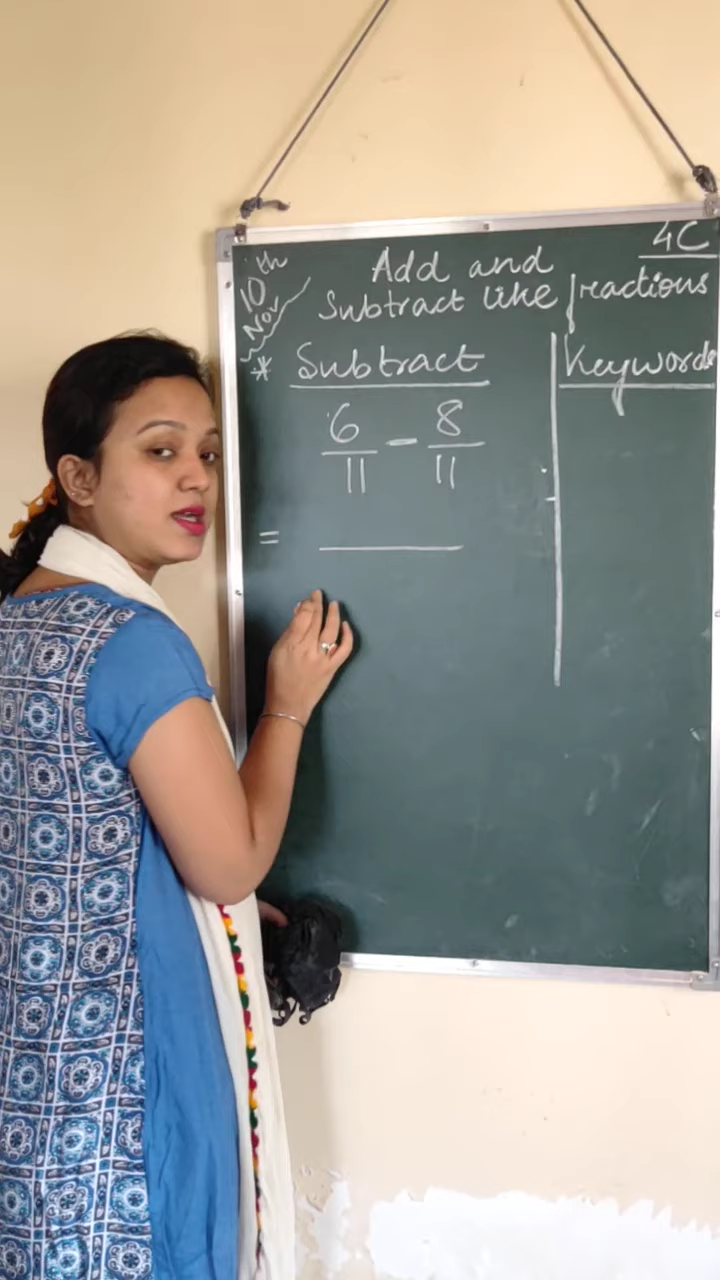 4C
10th
Nov
Add and
Subtract like fractions
* Subtract
Keywords
6/11 - 8/11
=